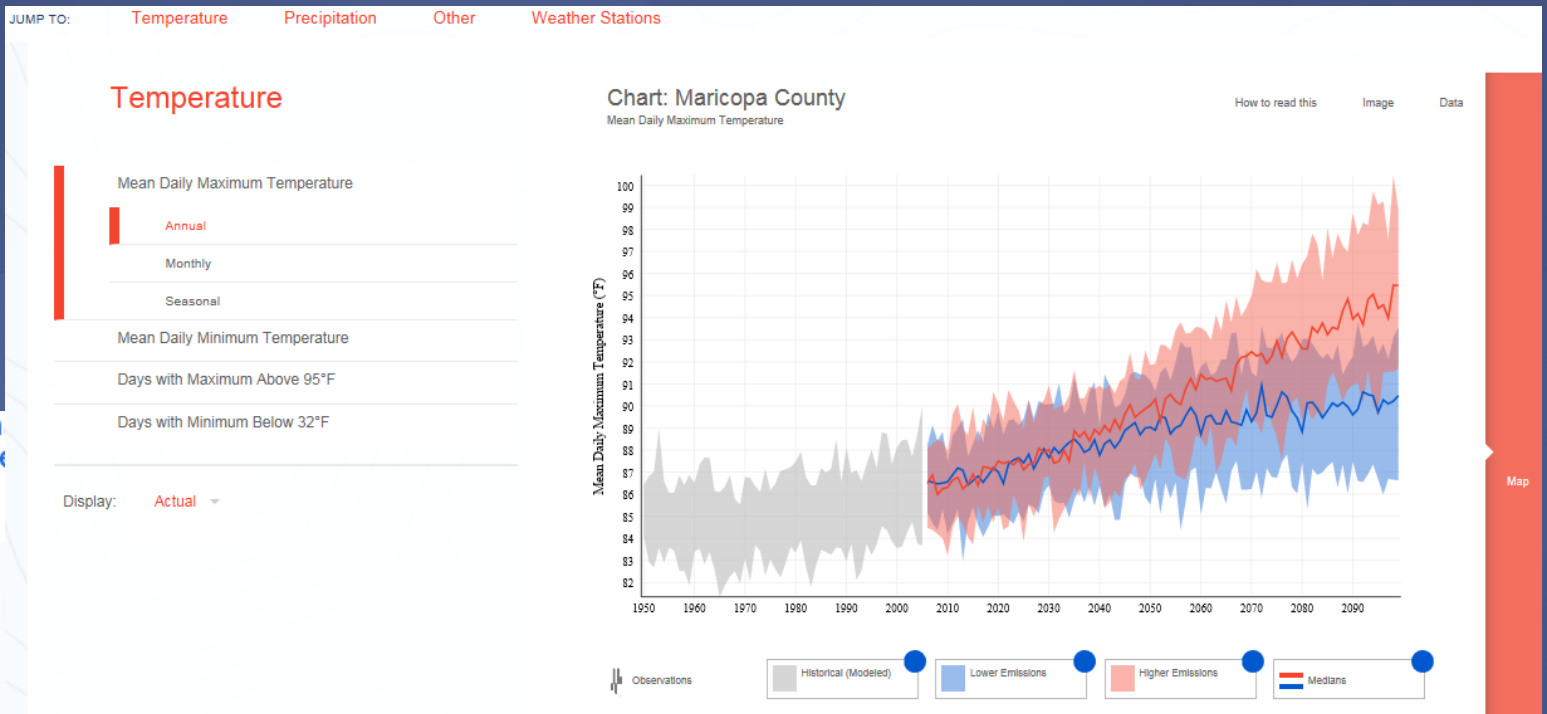 JUMP TO: Temperature Precipitation Other Weather Stations
Temperature
Mean Daily Maximum Temperature
Annual
Monthly
Seasonal
Mean Daily Minimum Temperature
Days with Maximum Above 95°F
Days with Minimum Below 32°F
Display: Actual
Chart: Maricopa County
Mean Daily Maximum Temperature
How to read this Image Data
Mean Daily Maximum Temperature (°F)
100
99
98
97
96
95
94
93
92
91
90
89
88
87
86
85
84
83
82
1950 1960 1970 1980 1990 2000 2010 2020 2030 2040 2050 2060 2070 2080 2090
Observations
Historical (Modeled)
Lower Emissions
Higher Emissions
Medians
Map